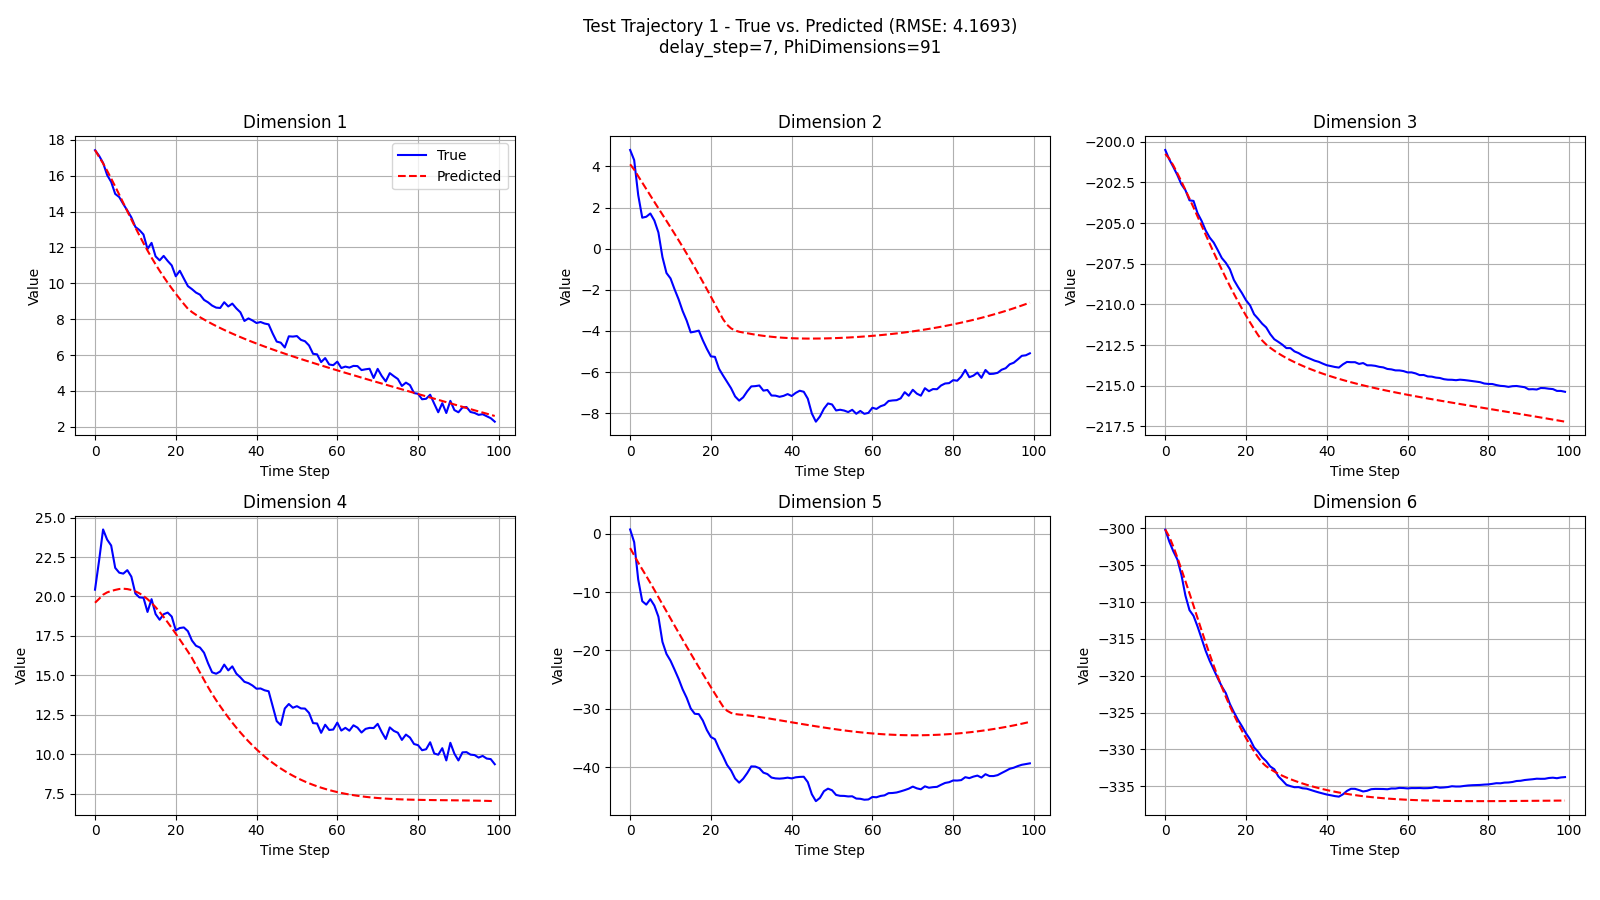 Test Trajectory 1 - True vs. Predicted (RMSE: 4.1693)
delay_step=7, PhiDimensions=91
Dimension 1
18
16
14
12
10
8
6
4
2
Value
0 20 40 60 80 100
Time Step
True
Predicted
Dimension 2
4
2
0
−2
−4
−6
−8
Value
0 20 40 60 80 100
Time Step
Dimension 3
−200.0
−202.5
−205.0
−207.5
−210.0
−212.5
−215.0
−217.5
Value
0 20 40 60 80 100
Time Step
Dimension 4
25.0
22.5
20.0
17.5
15.0
12.5
10.0
7.5
Value
0 20 40 60 80 100
Time Step
Dimension 5
0
−10
−20
−30
−40
Value
0 20 40 60 80 100
Time Step
Dimension 6
−300
−305
−310
−315
−320
−325
−330
−335
Value
0 20 40 60 80 100
Time Step